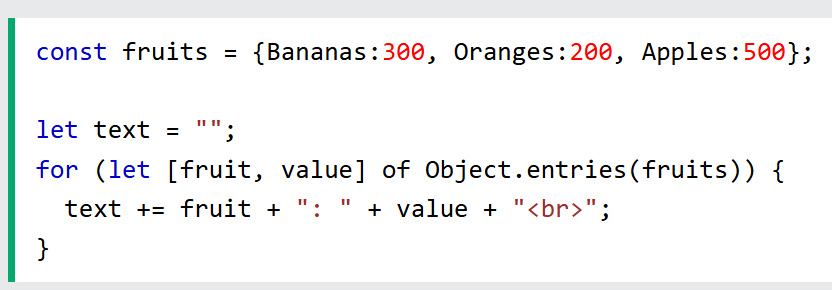 const fruits = {Bananas:300, Oranges:200, Apples:500};
let text = "";
for (let [fruit, value] of Object.entries(fruits)) {
  text += fruit + ": " + value + "<br>";
}